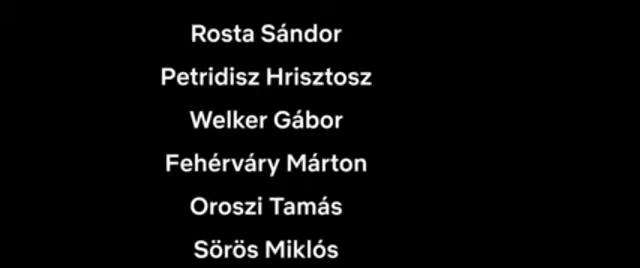 Rosta Sándor
Petridisz Hrisztosz
Welker Gábor
Fehérváry Márton
Oroszi Tamás
Sörös Miklós